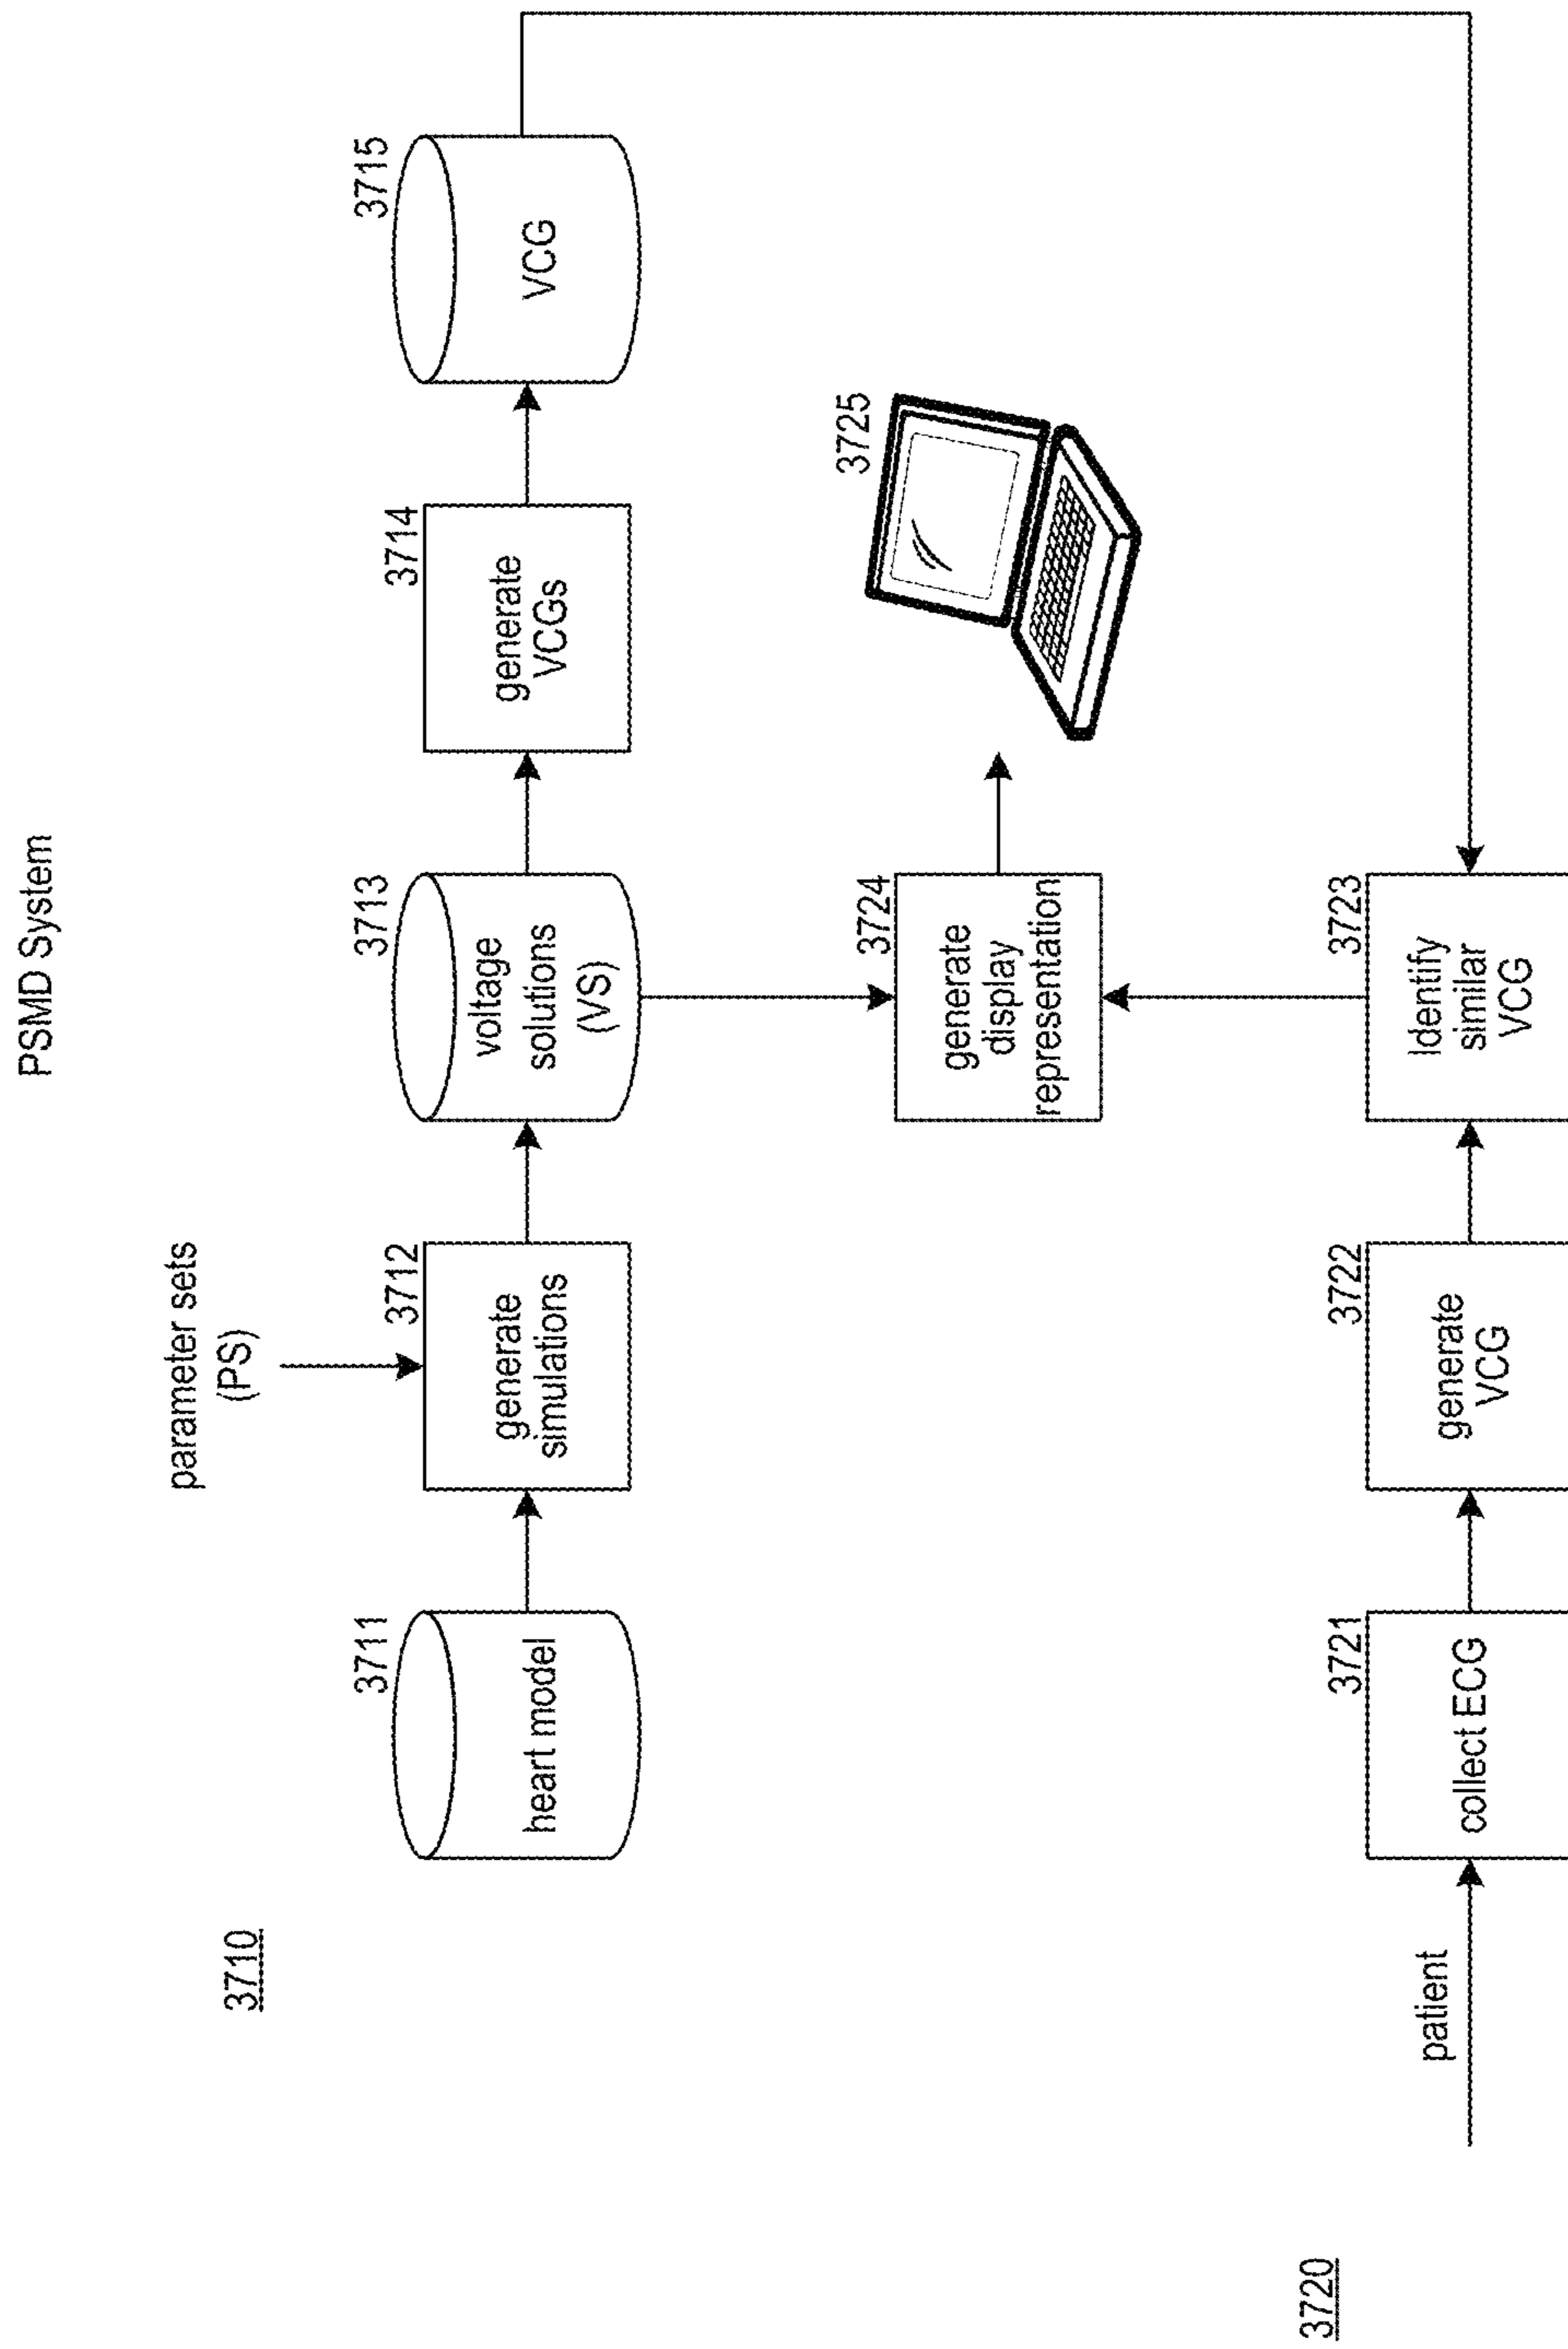 PSMD System
3710
parameter sets
(PS)
3711
heart model
3712
generate
simulations
3713
voltage
solutions
(VS)
3714
generate
VCGs
3715
VCG
3724
generate
display
representation
3725
3720
patient
3721
collect ECG
3722
generate
VCG
3723
Identify
similar
VCG